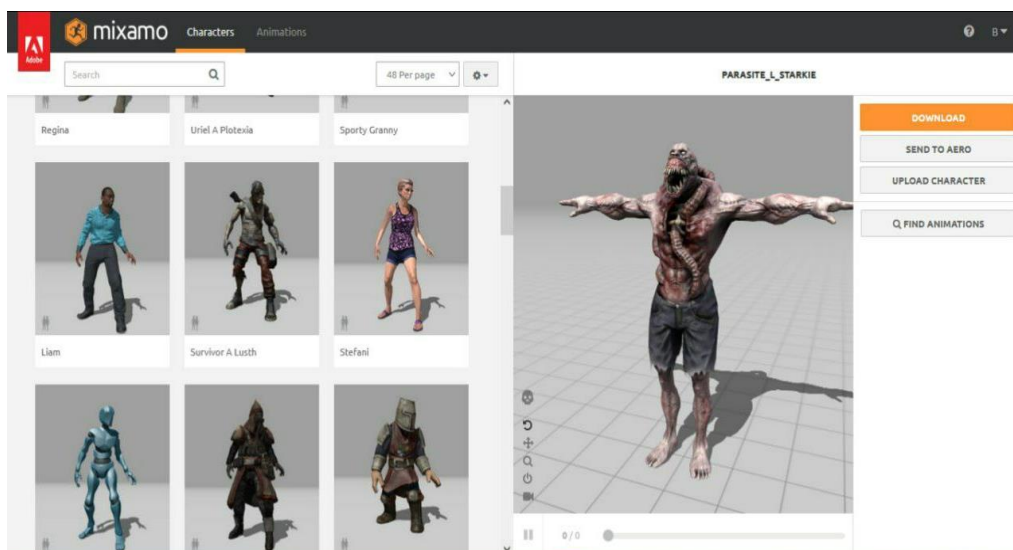 Adobe
mixamo
Characters
Animations
B
Search
48 Per page
PARASITE_L_STARKIE
Regina
Uriel A Plotexia
Sporty Granny
DOWNLOAD
SEND TO AERO
UPLOAD CHARACTER
FIND ANIMATIONS
Liam
Survivor A Lusth
Stefani
0 / 0